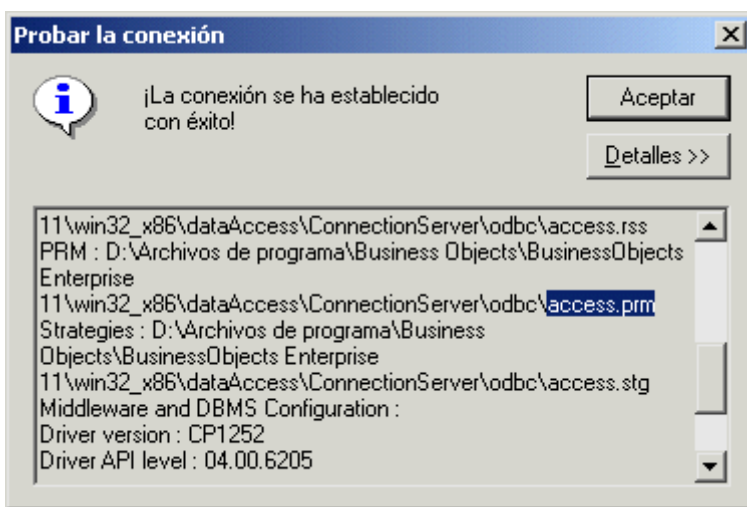 Probar la conexión
¡La conexión se ha establecido
con éxito!
Aceptar
Detalles >>
11\win32_x86\dataAccess\ConnectionServer\odbc\access.rss
PRM : D:\Archivos de programa\Business Objects\BusinessObjects
Enterprise
11\win32_x86\dataAccess\ConnectionServer\odbc\access.prm
Strategies : D:\Archivos de programa\Business
Objects\BusinessObjects Enterprise
11\win32_x86\dataAccess\ConnectionServer\odbc\access.stg
Middleware and DBMS Configuration :
Driver version : CP1252
Driver API level : 04.00.6205